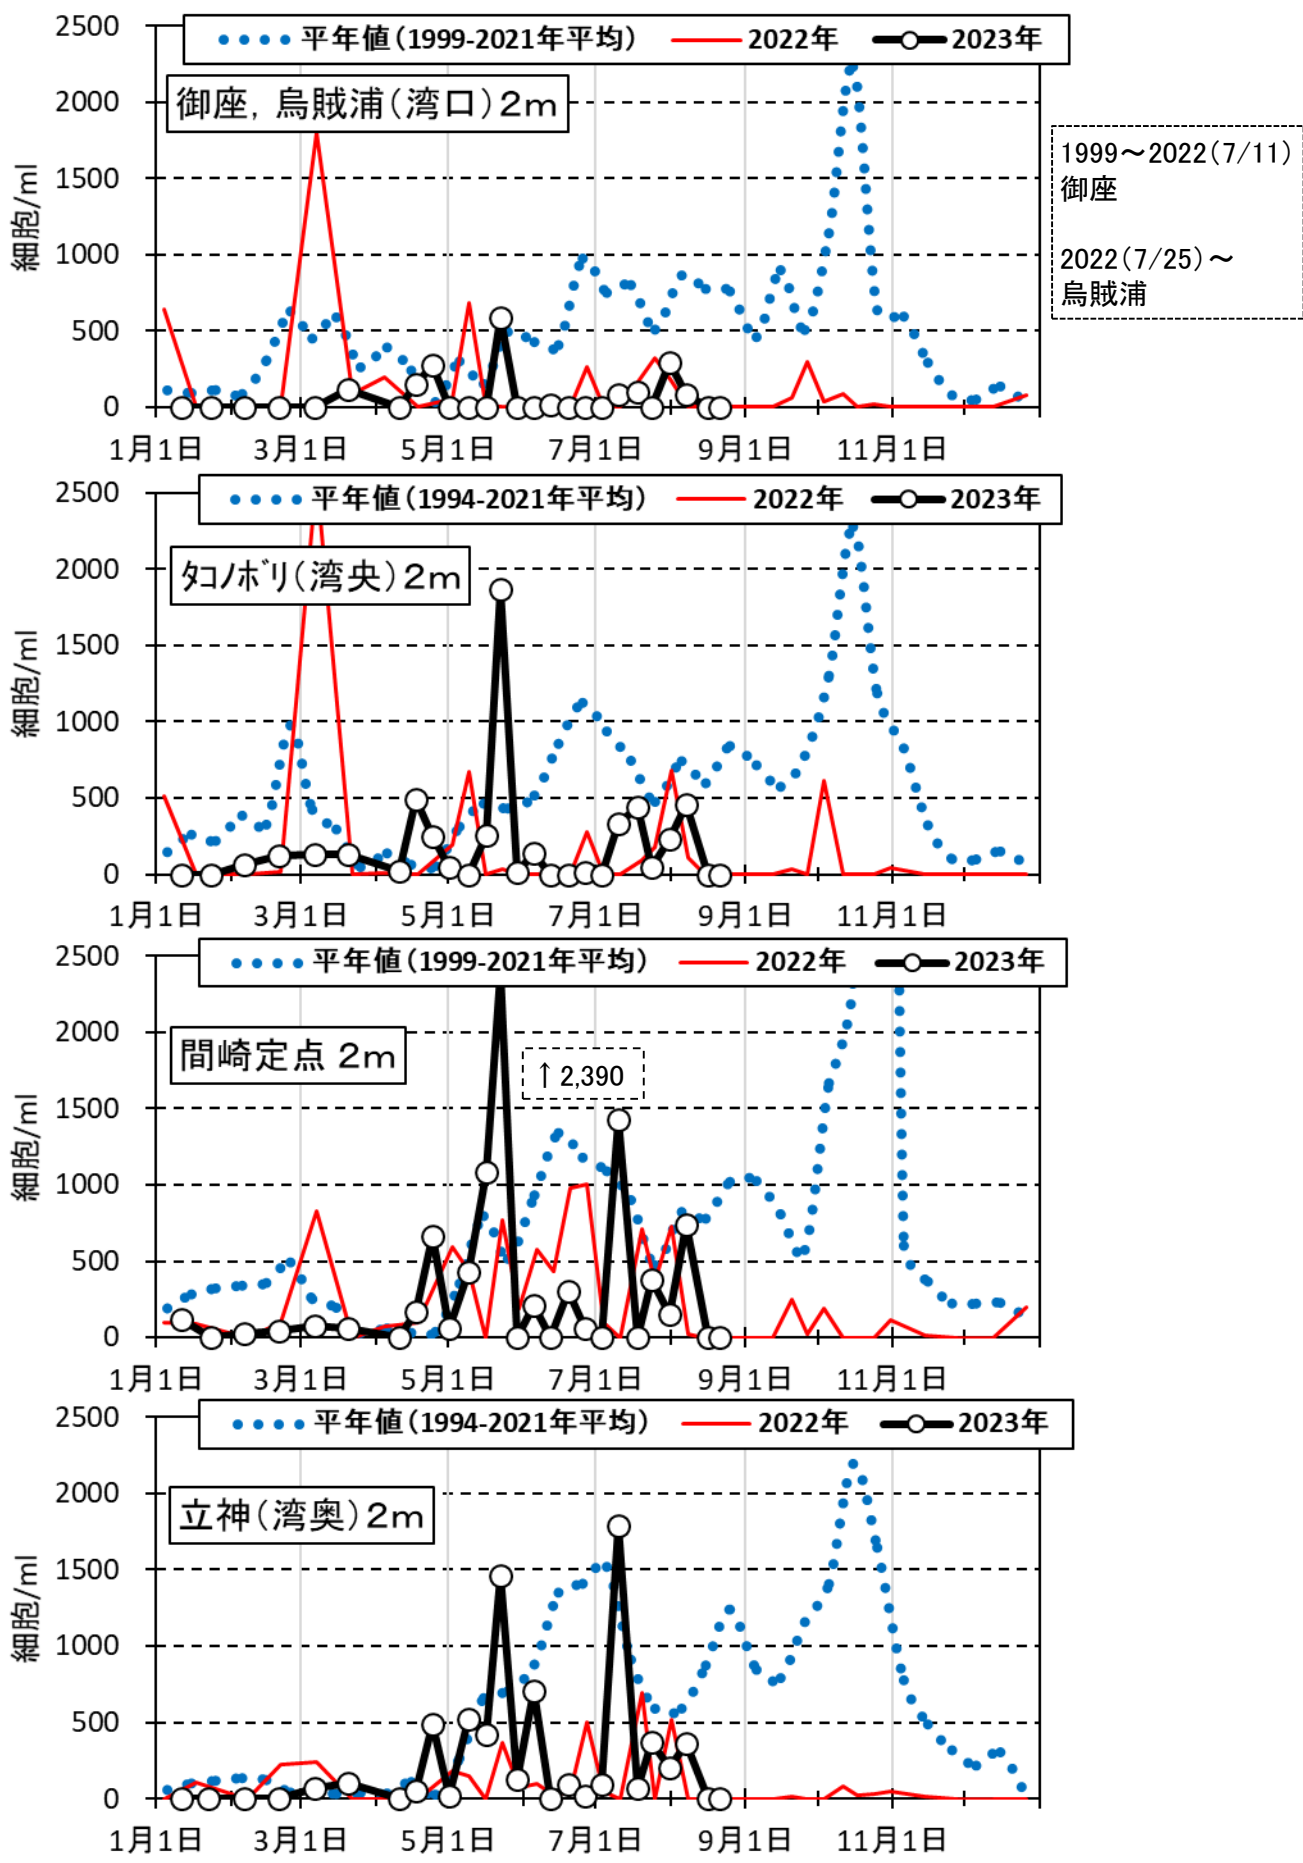 2500
平年値(1999-2021年平均) 2022年 2023年
御座,烏賊浦(湾口)2m
2000
1500
1000
500
0
細胞/ml
1月1日 3月1日 5月1日 7月1日 9月1日 11月1日
1999～2022(7/11)
御座
2022(7/25)～
烏賊浦
2500
平年値(1994-2021年平均) 2022年 2023年
タコノボリ(湾央)2m
2000
1500
1000
500
0
細胞/ml
1月1日 3月1日 5月1日 7月1日 9月1日 11月1日
2500
平年値(1999-2021年平均) 2022年 2023年
間崎定点 2m
↑2,390
2000
1500
1000
500
0
細胞/ml
1月1日 3月1日 5月1日 7月1日 9月1日 11月1日
2500
平年値(1994-2021年平均) 2022年 2023年
立神(湾奥)2m
2000
1500
1000
500
0
細胞/ml
1月1日 3月1日 5月1日 7月1日 9月1日 11月1日